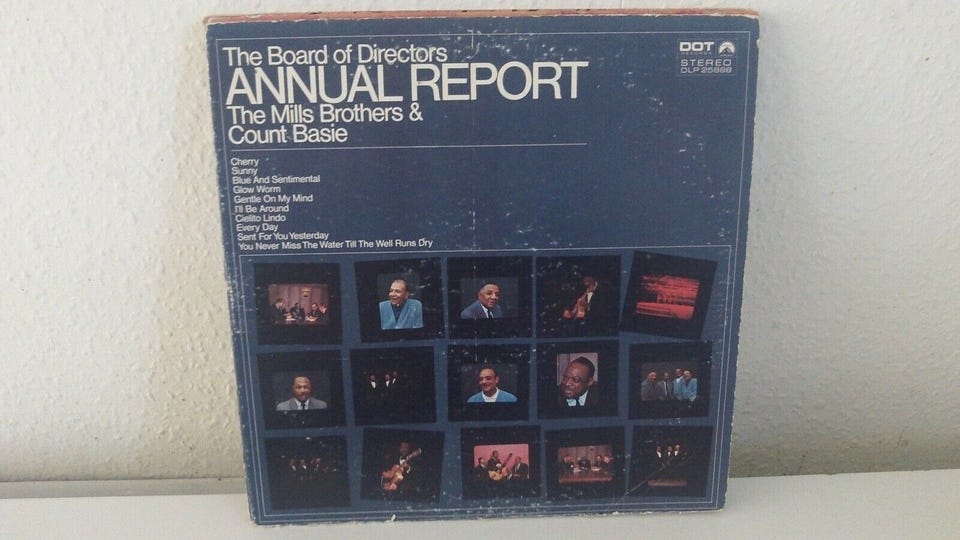 The Board of Directors
ANNUAL REPORT
The Mills Brothers &
Count Basie
DOT
RECORDS
STEREO
DLP 25888
Cherry
Sunny
Blue And Sentimental
Glow Worm
Gentle On My Mind
I'll Be Around
Cielito Lindo
Every Day
Sent For You Yesterday
You Never Miss The Water Till The Well Runs Dry